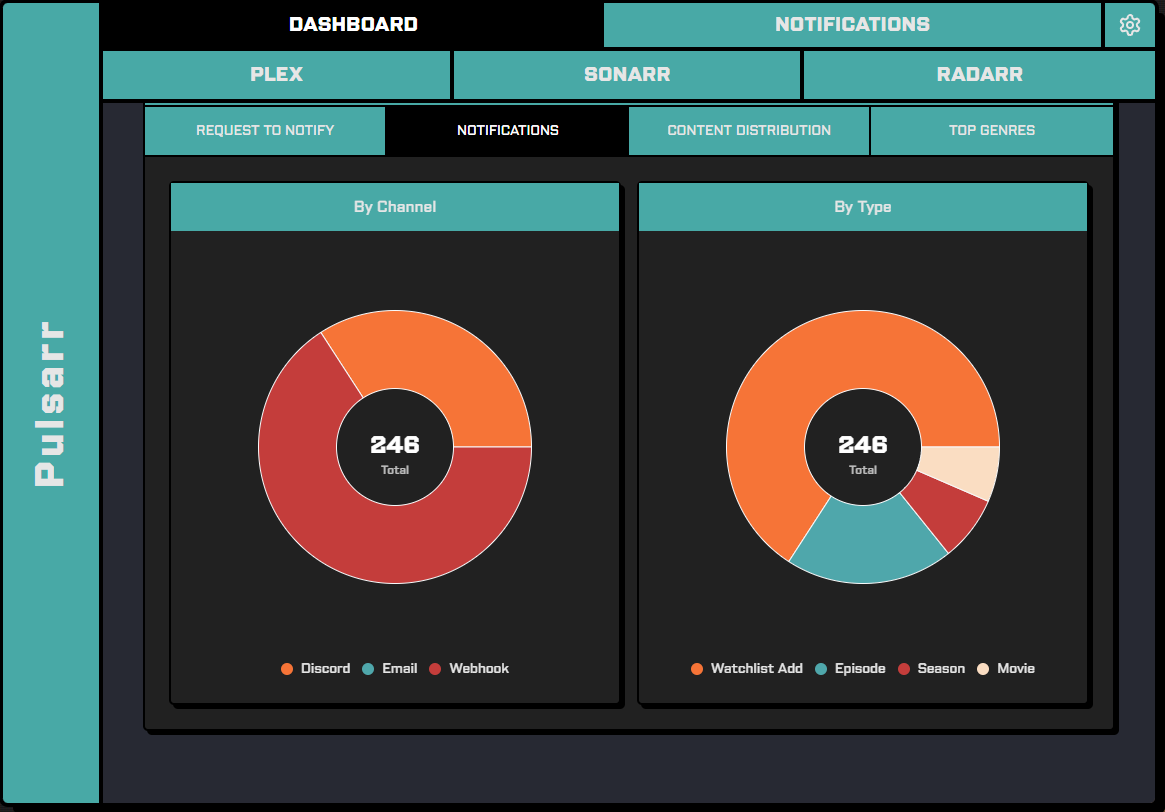 Pulsarr
DASHBOARD
NOTIFICATIONS
PLEX
SONARR
RADARR
REQUEST TO NOTIFY
NOTIFICATIONS
CONTENT DISTRIBUTION
TOP GENRES
By Channel
246
Total
Discord
Email
Webhook
By Type
246
Total
Watchlist Add
Episode
Season
Movie